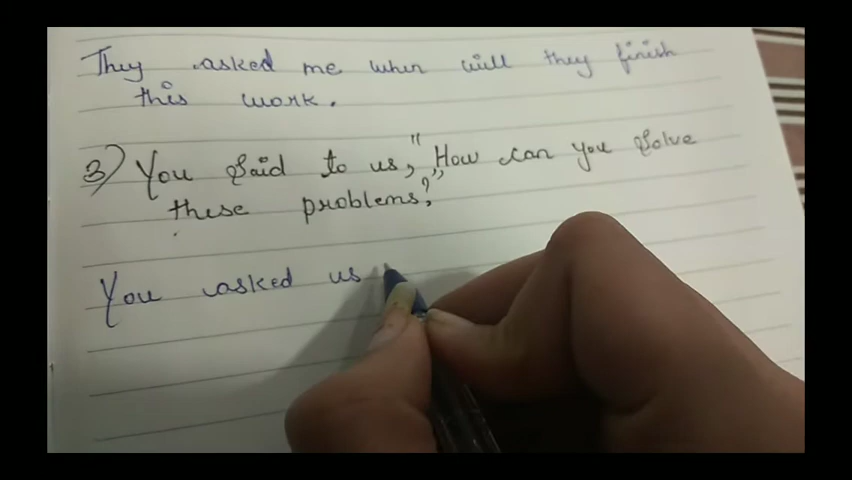 They asked me when will they finish
this work.
3) You said to us, "How can you solve
these problems?"
You asked us